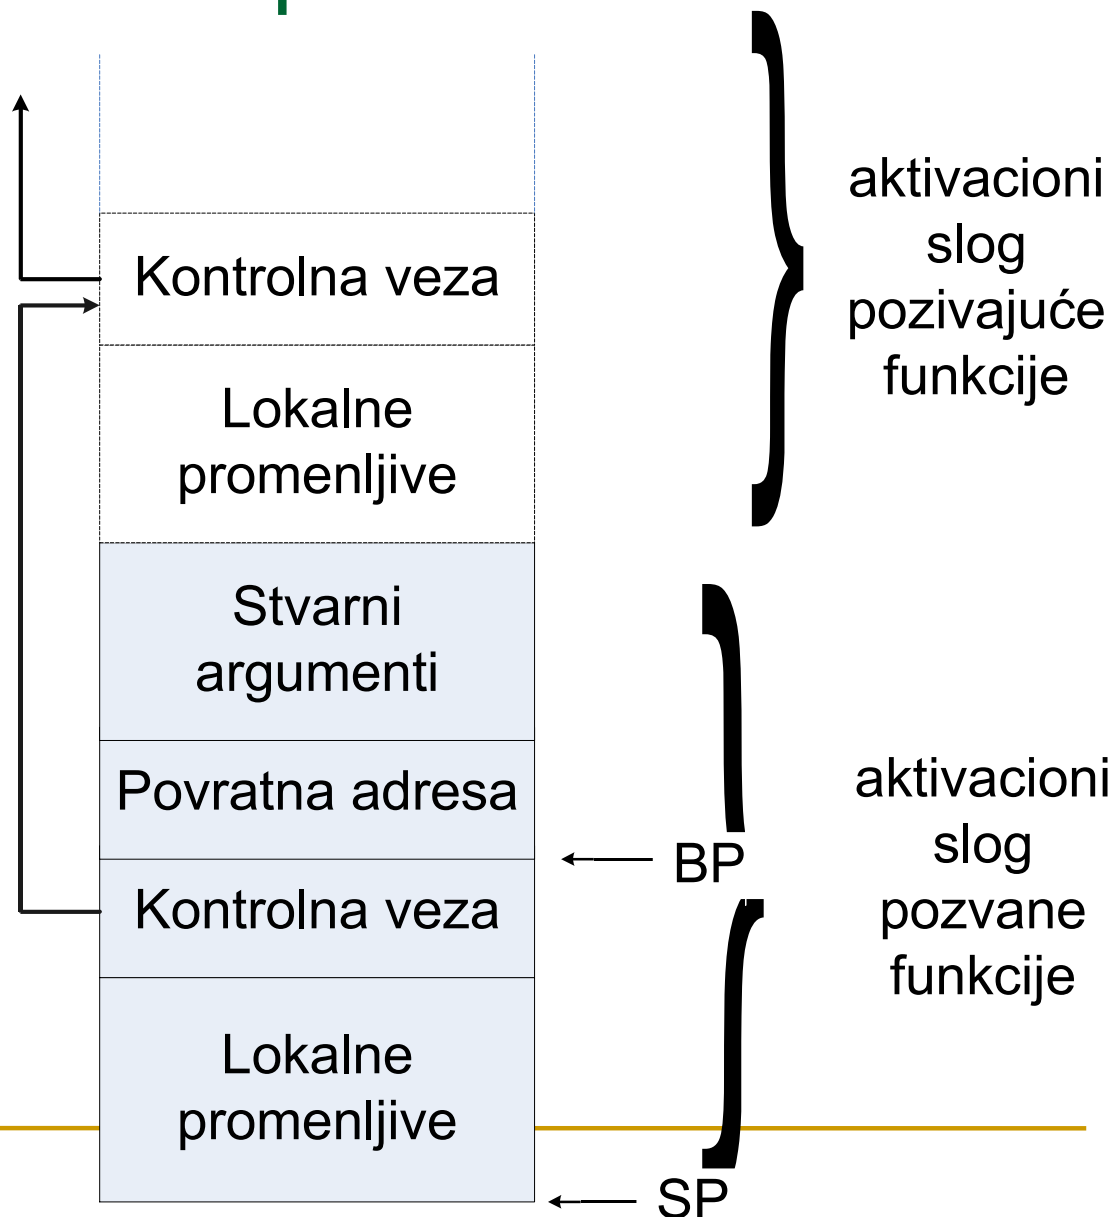 Kontrolna veza
Lokalne
promenljive
Stvarni
argumenti
Povratna adresa
Kontrolna veza
Lokalne
promenljive
aktivacioni
slog
pozivajuće
funkcije
BP
aktivacioni
slog
pozvane
funkcije
SP